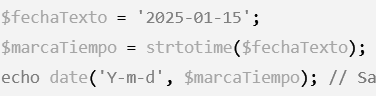 $fechaTexto = '2025-01-15';
$marcaTiempo = strtotime($fechaTexto);
echo date('Y-m-d', $marcaTiempo); // Sa